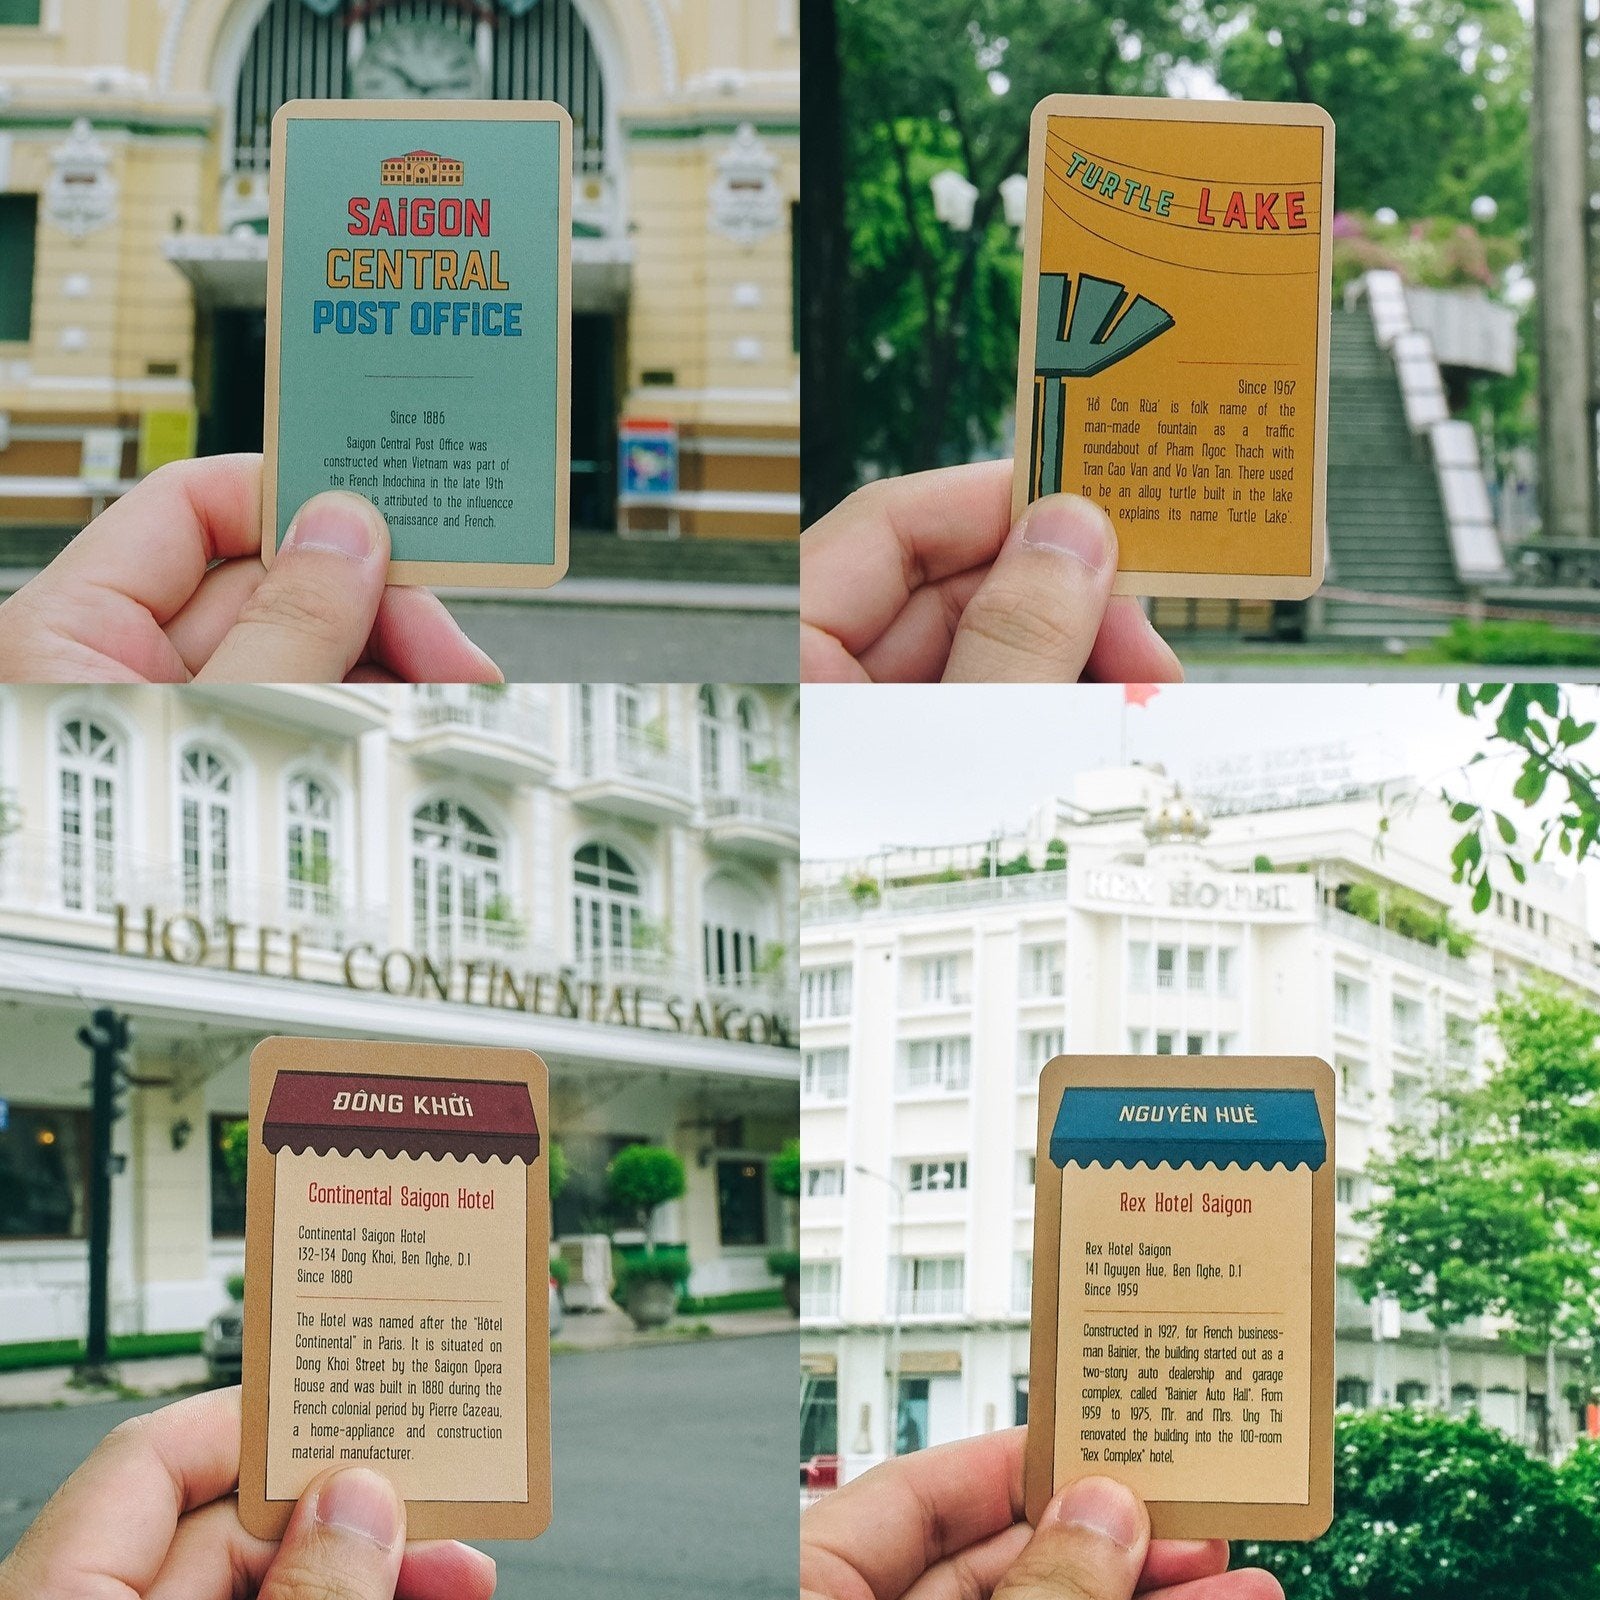 SAiGON
CENTRAL
POST OFFiCE
Since 1886
Saigon Central Post Office was
constructed when Vietnam was part of
the French Indochina in the late 19th
is attributed to the influencce
Renaissance and French.
TURTLE LAKE
Since 1967
'Hồ Con Rùa' is folk name of the
man-made fountain as a traffic
roundabout of Pham Ngoc Thach with
Tran Cao Van and Vo Van Tan. There used
to be an alloy turtle built in the lake
explains its name 'Turtle Lake'.
HOTEL CONTINENTAL SAIGON
ĐÔNG KHỞi
Continental Saigon Hotel
Continental Saigon Hotel
132-134 Dong Khoi, Ben Nghe, D.1
Since 1880
The Hotel was named after the "Hôtel
Continental" in Paris. It is situated on
Dong Khoi Street by the Saigon Opera
House and was built in 1880 during the
French colonial period by Pierre Cazeau,
a home-appliance and construction
material manufacturer.
REX HOTEL
REX HOTEL
NGUYỄN HUỆ
Rex Hotel Saigon
Rex Hotel Saigon
141 Nguyen Hue, Ben Nghe, D.1
Since 1959
Constructed in 1927, for French business-
man Bainier, the building started out as a
two-story auto dealership and garage
complex, called "Bainier Auto Hall". From
1959 to 1975, Mr. and Mrs. Ung Thi
renovated the building into the 100-room
"Rex Complex" hotel,